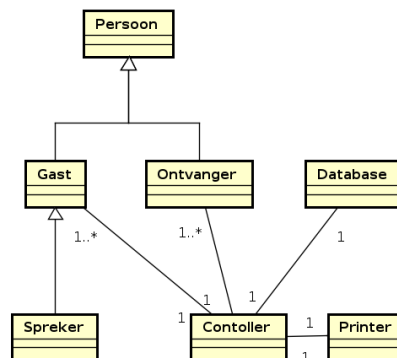 Persoon
Gast
Ontvanger
Database
1..*
1..*
1
1
1
1
1
Spreker
Contoller
Printer
1